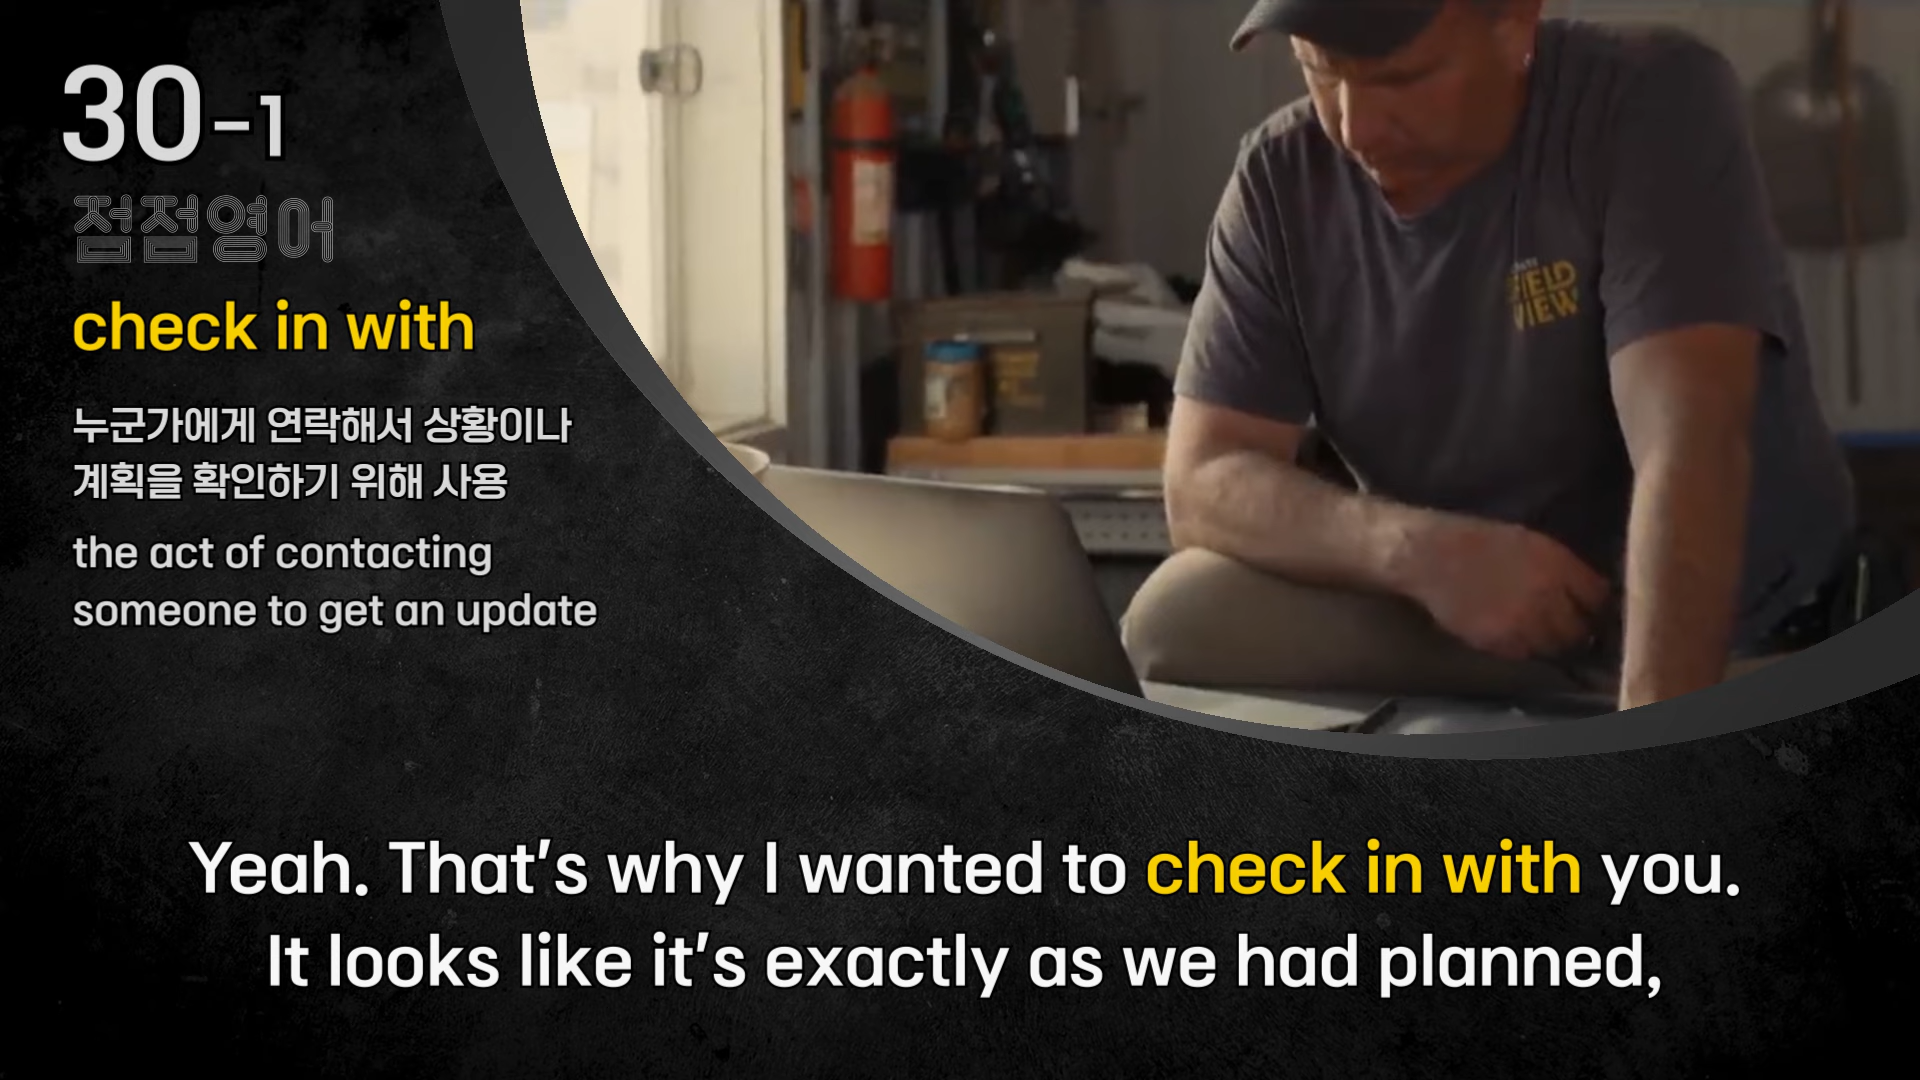 30-1
점점영어
check in with
누군가에게 연락해서 상황이나
계획을 확인하기 위해 사용
the act of contacting
someone to get an update
VIEW
Yeah. That's why I wanted to check in with you.
It looks like it's exactly as we had planned,